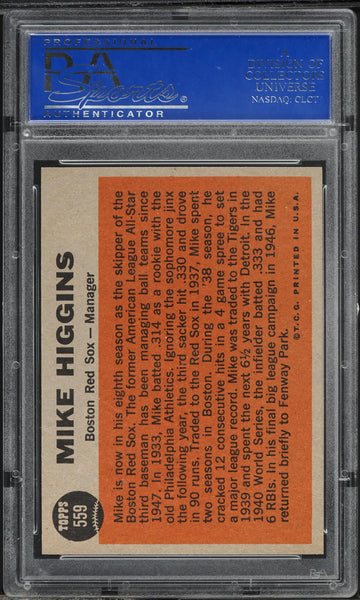 PROFESSIONAL
PSA
Sports
®
AUTHENTICATOR
A
DIVISION OF
COLLECTORS
UNIVERSE
NASDAQ: CLCT
TOPPS
559
MIKE HIGGINS
Boston Red Sox — Manager
Mike is now in his eighth season as the skipper of the
Boston Red Sox. The former American League All-Star
third baseman has been managing ball teams since
1947. In 1933, Mike batted .314 as a rookie with the
old Philadelphia Athletics. Ignoring the sophomore jinx
the following year, the third sacker hit .330 and drove
in 90 runs. Traded to the Red Sox in 1937, Mike spent
two seasons in Boston. During the '38 season, he
cracked 12 consecutive hits in a 4 game spree to set
a major league record. Mike was traded to the Tigers in
1939 and spent the next 6½ years with Detroit. In the
1940 World Series, the infielder batted .333 and had
6 RBIs. In his final big league campaign in 1946, Mike
returned briefly to Fenway Park.
©T.C.G. PRINTED IN U.S.A.
PSA